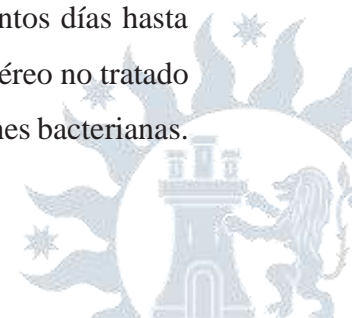 ntos días hasta
éreo no tratado
nes bacterianas.